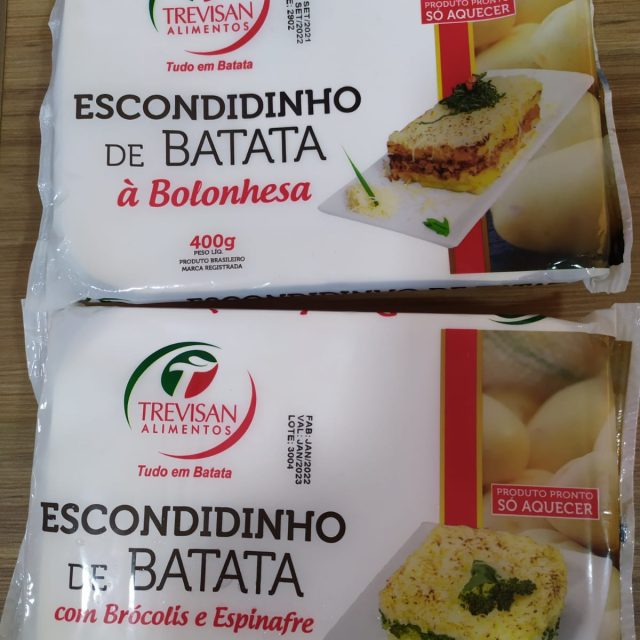 TREVISAN
ALIMENTOS
Tudo em Batata
SET/2021
SET/2022
2902
PRODUTO PRONTO
SÓ AQUECER
ESCONDIDINHO
DE BATATA
à Bolonhesa
400g
PESO LÍQ.
PRODUTO BRASILEIRO
MARCA REGISTRADA
TREVISAN
ALIMENTOS
Tudo em Batata
FAB: JAN/2022
VAL: JAN/2023
LOTE: 3004
PRODUTO PRONTO
SÓ AQUECER
ESCONDIDINHO
DE BATATA
com Brócolis e Espinafre